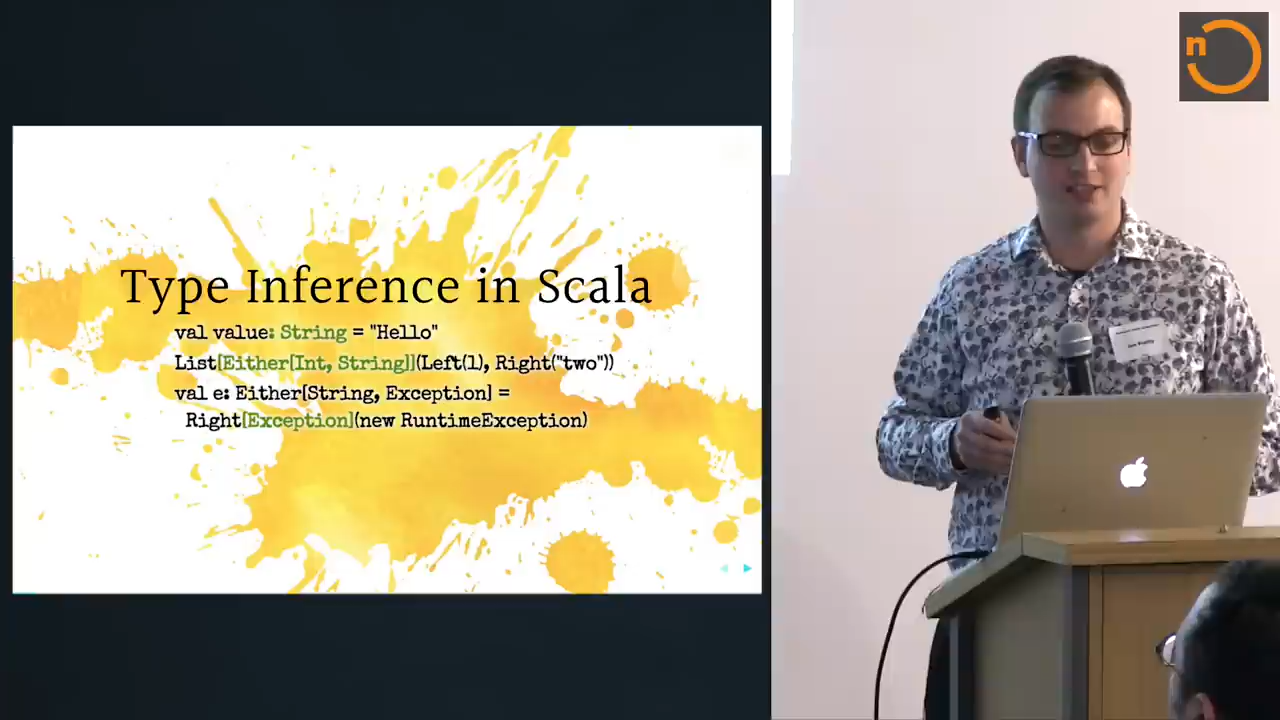 Type Inference in Scala
val value: String = "Hello"
List[Either[Int, String]](Left(1), Right("two"))
val e: Either[String, Exception] =
Right[Exception](new RuntimeException)
n